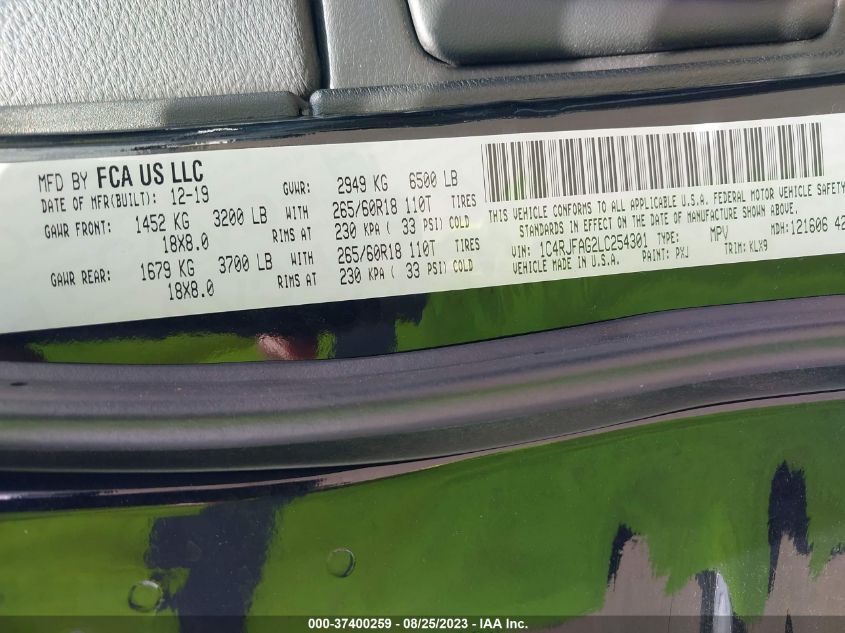 MFD BY FCA US LLC
DATE OF MFR(BUILT): 12-19 GVWR: 2949 KG 6500 LB
GAWR FRONT: 1452 KG 3200 LB WITH 265/60R18 110T TIRES
18X8.0 RIMS AT 230 KPA ( 33 PSI) COLD
GAWR REAR: 1679 KG 3700 LB WITH 265/60R18 110T TIRES
18X8.0 RIMS AT 230 KPA ( 33 PSI) COLD
THIS VEHICLE CONFORMS TO ALL APPLICABLE U.S.A. FEDERAL MOTOR VEHICLE SAFETY
STANDARDS IN EFFECT ON THE DATE OF MANUFACTURE SHOWN ABOVE.
VIN: 1C4RJFAG2LC254301 TYPE: MPV MDH:121606 42
VEHICLE MADE IN U.S.A. PAINT: PXJ TRIM: KLX9
000-37400259 - 08/25/2023 - IAA Inc.